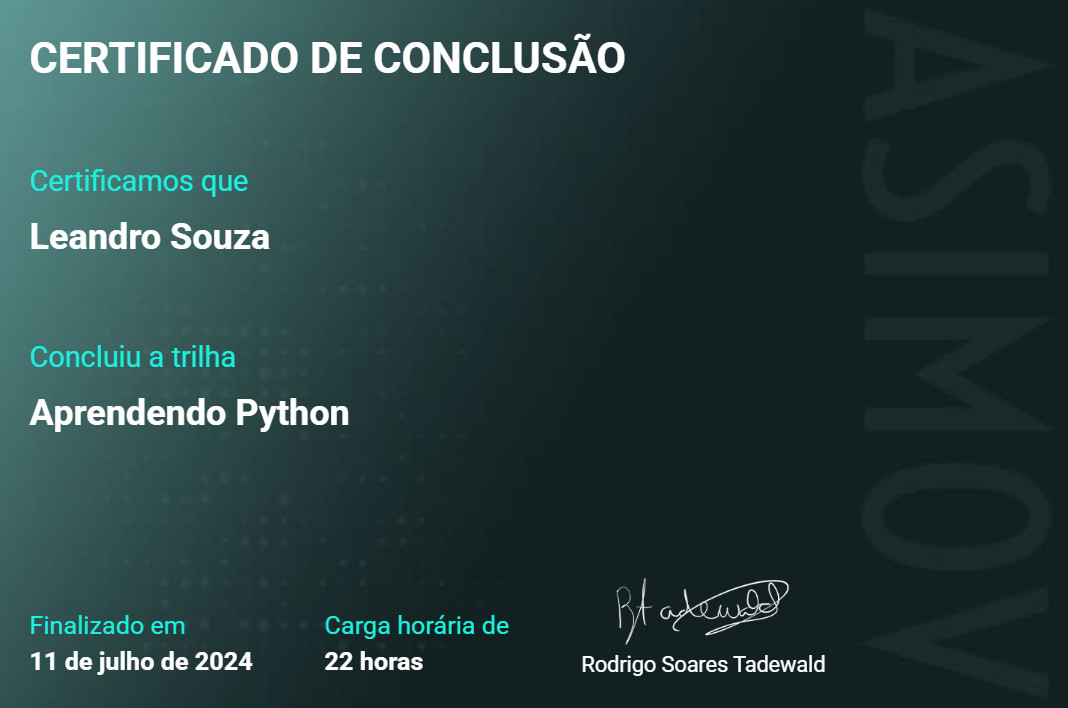 CERTIFICADO DE CONCLUSÃO
Certificamos que
Leandro Souza
Concluiu a trilha
Aprendendo Python
Finalizado em
11 de julho de 2024
Carga horária de
22 horas
Rodrigo Soares Tadewald
ASIMOV